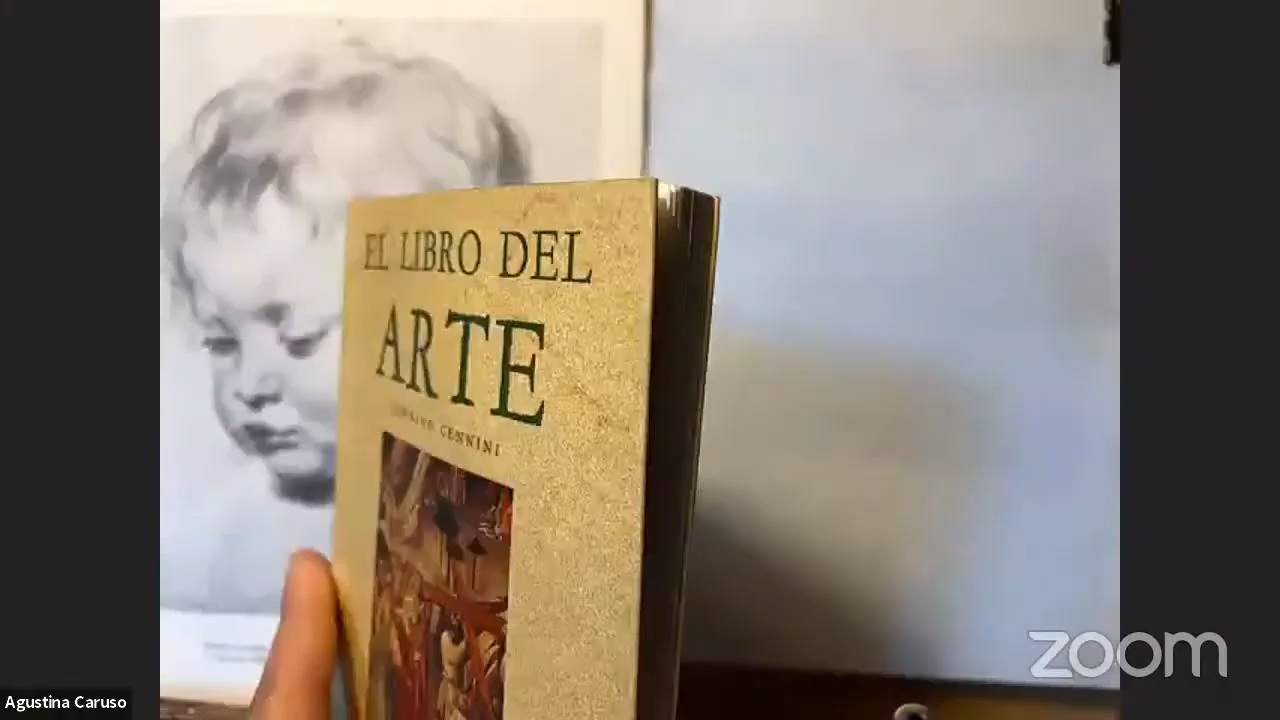 EL LIBRO DEL
ARTE
CENNINI
zoom
Agustina Caruso